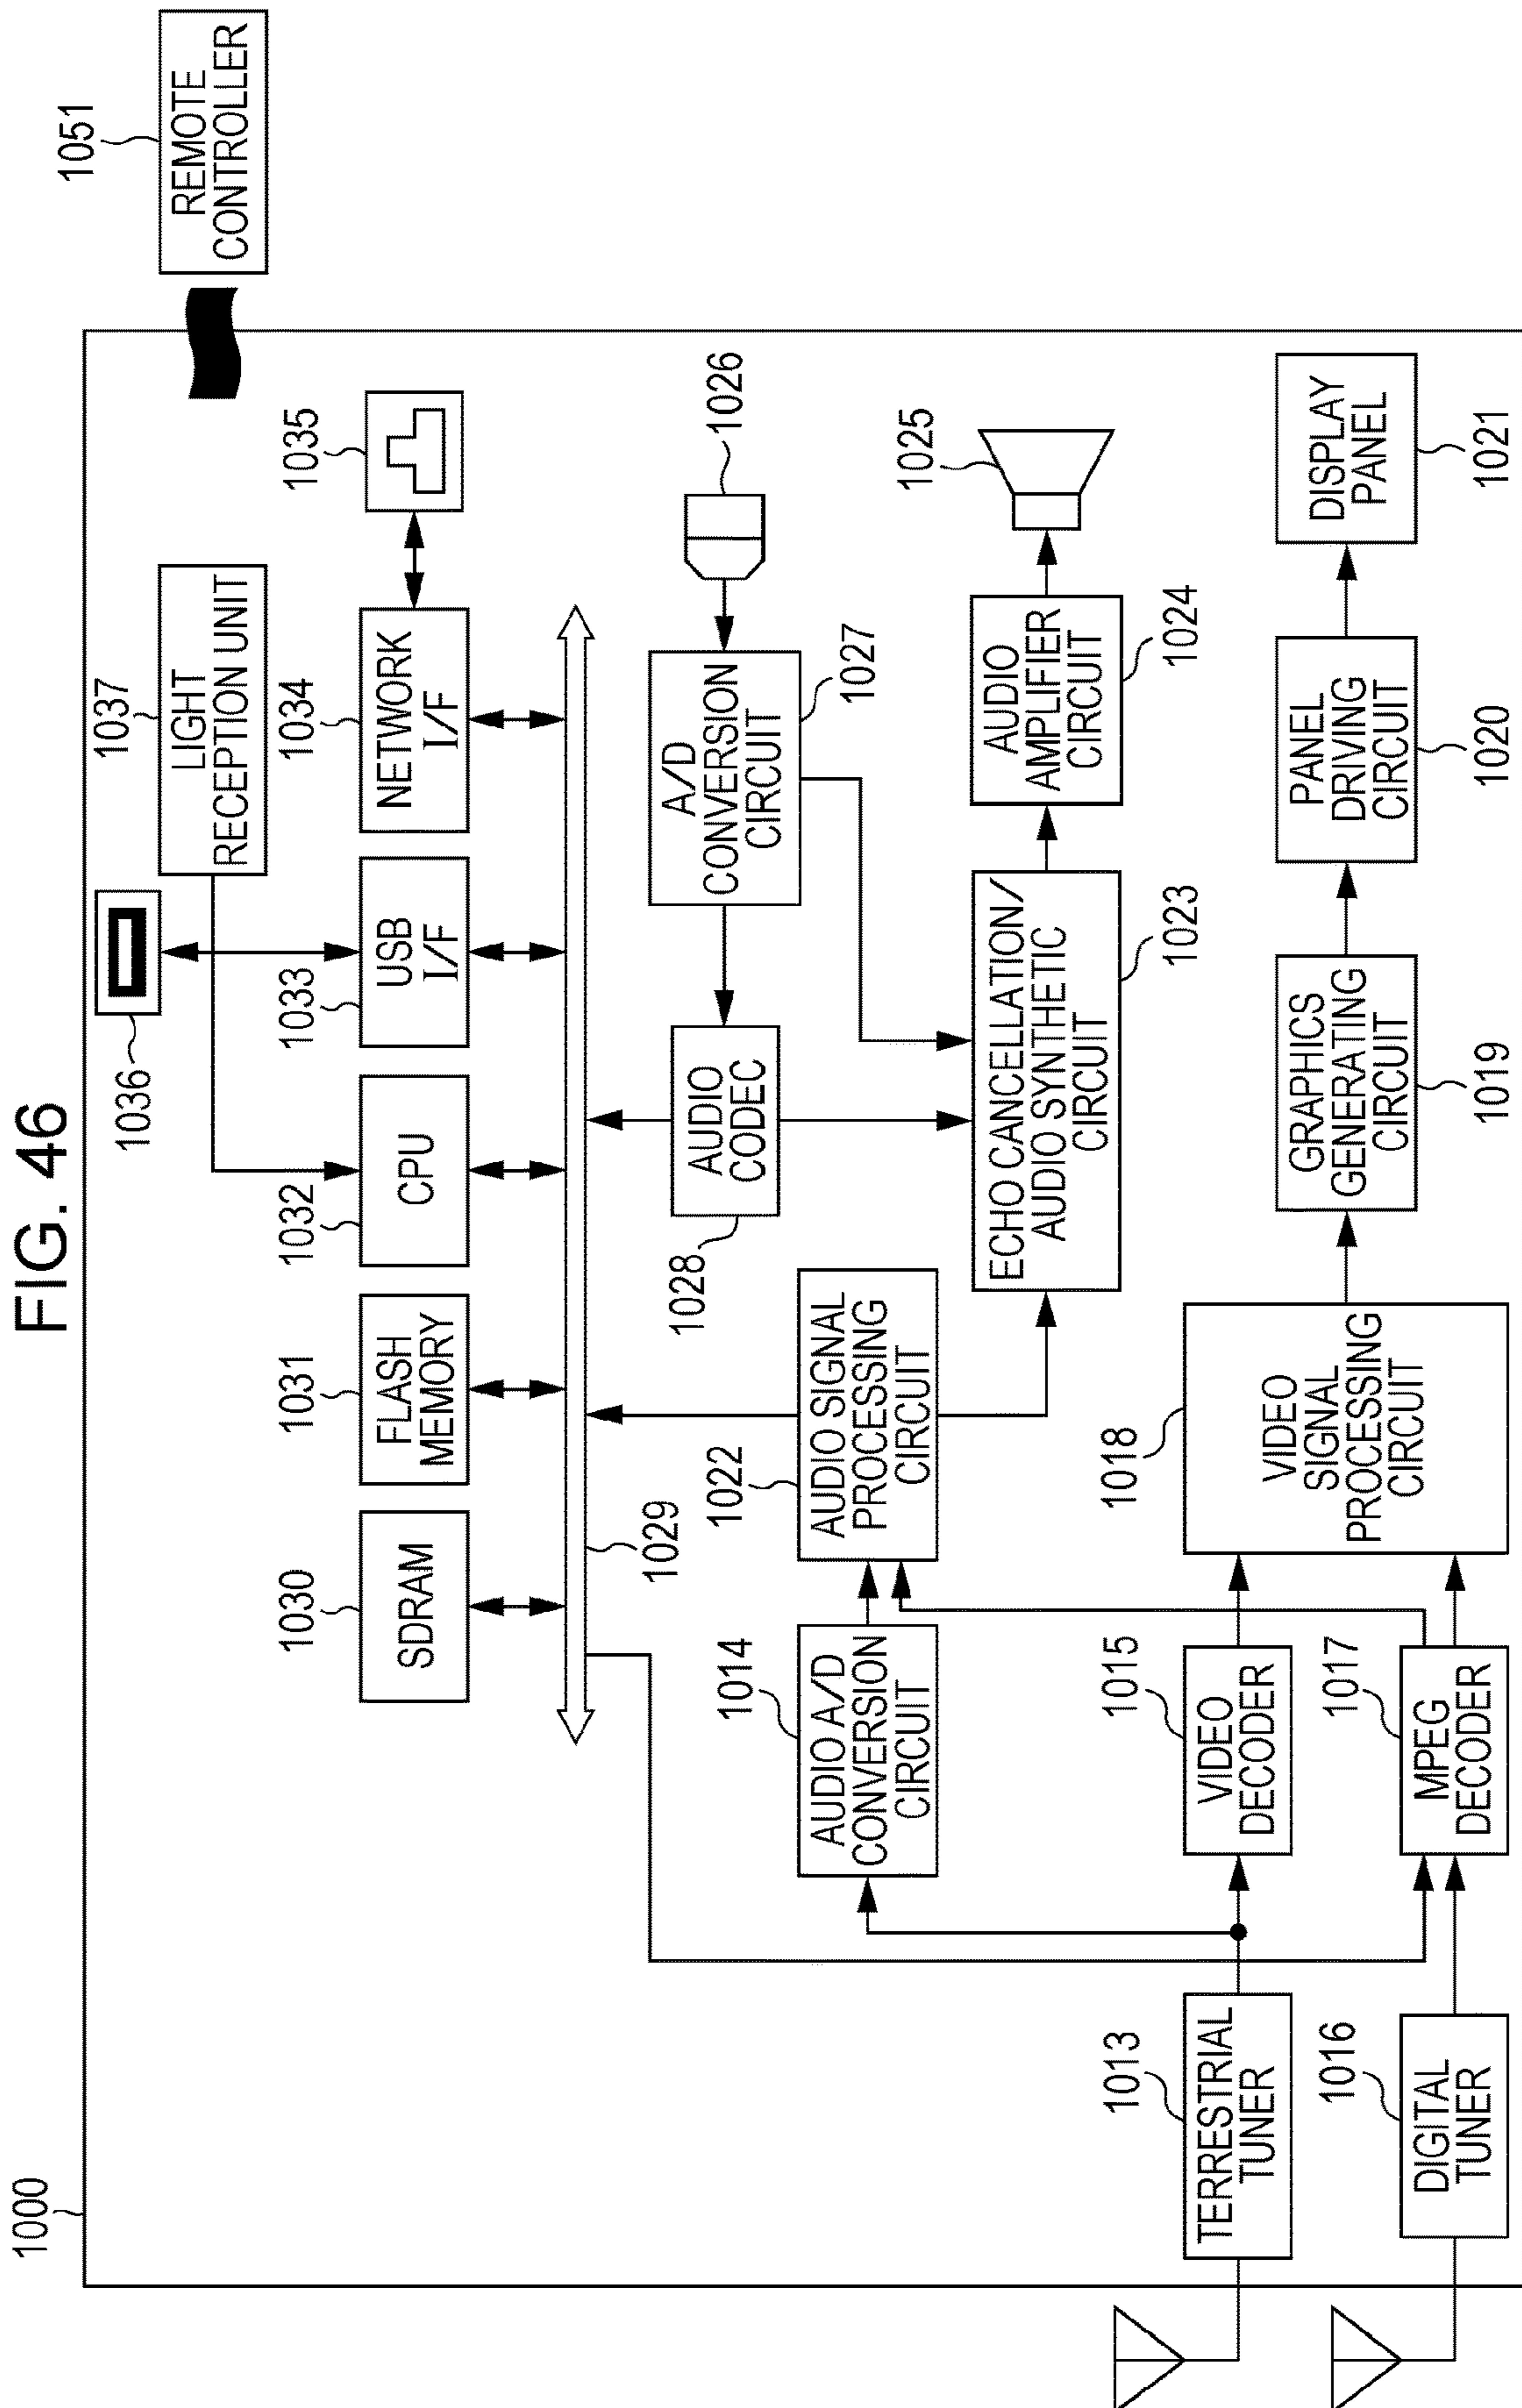 FIG. 46
1000
1051
REMOTE
CONTROLLER
1036
1037
LIGHT
RECEPTION UNIT
1030
SDRAM
1031
FLASH
MEMORY
1032
CPU
1033
USB
I/F
1034
NETWORK
I/F
1035
1029
1028
AUDIO
CODEC
A/D
CONVERSION
CIRCUIT
1027
1026
1014
AUDIO A/D
CONVERSION
CIRCUIT
1022
AUDIO SIGNAL
PROCESSING
CIRCUIT
ECHO CANCELLATION/
AUDIO SYNTHETIC
CIRCUIT
1023
AUDIO
AMPLIFIER
CIRCUIT
1024
1025
1013
TERRESTRIAL
TUNER
1015
VIDEO
DECODER
1016
DIGITAL
TUNER
1017
MPEG
DECODER
1018
VIDEO
SIGNAL
PROCESSING
CIRCUIT
GRAPHICS
GENERATING
CIRCUIT
1019
PANEL
DRIVING
CIRCUIT
1020
DISPLAY
PANEL
1021